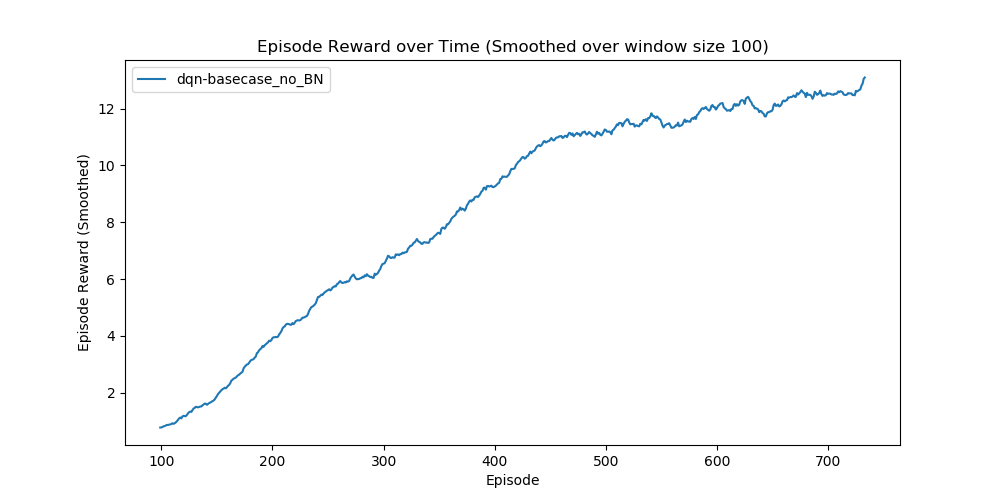 Episode Reward over Time (Smoothed over window size 100)
dqn-basecase_no_BN
Episode Reward (Smoothed)
12
10
8
6
4
2
100 200 300 400 500 600 700
Episode